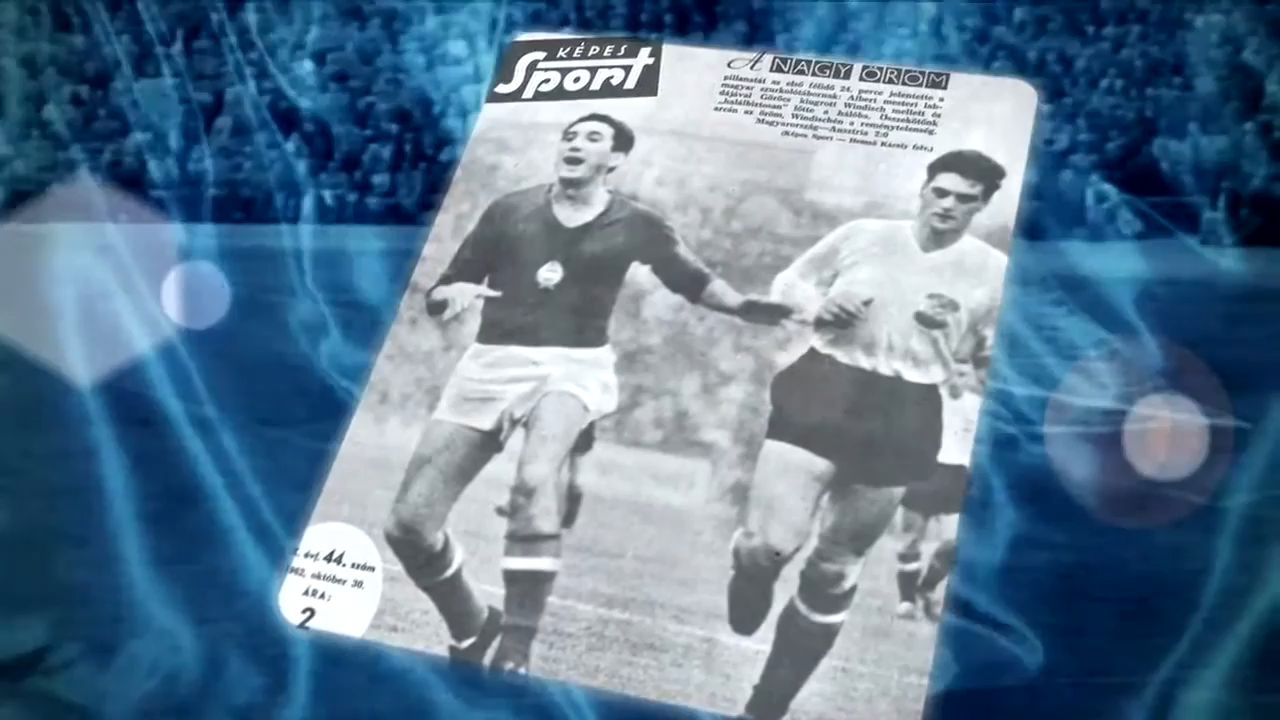 KÉPES
Sport
A NAGY ÖRÖM
pillanatát az első félidő 24. perce jelentette a
magyar szurkolótábornak: Albert mesteri lab-
dájával Göröcs kiugrott Windisch mellett és
„halálbiztosan” lőtte a hálóba. Összekötőnk
arcán az öröm, Windischén a reménytelenség.
Magyarország—Ausztria 2:0
(Képes Sport — Hemző Károly felv.)
évf. 44. szám
1962, október 30.
ÁRA:
2